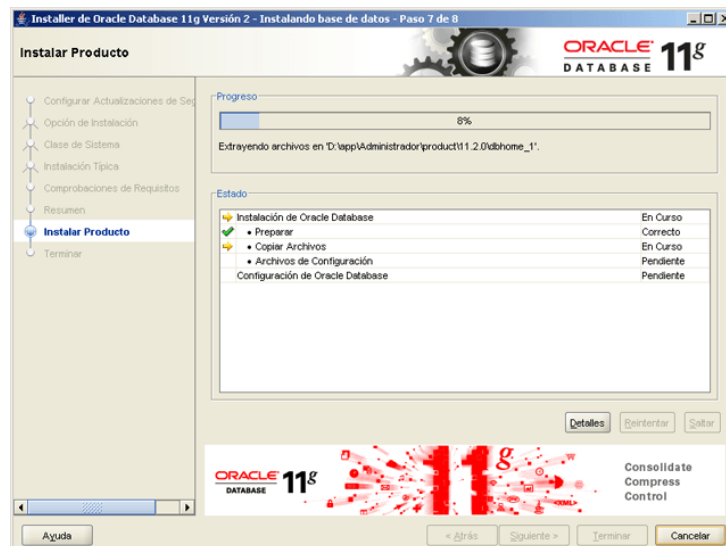 Installer de Oracle Database 11g Versión 2 - Instalando base de datos - Paso 7 de 8
Instalar Producto
ORACLE 11g
DATABASE
Configurar Actualizaciones de Seg
Opción de Instalación
Clase de Sistema
Instalación Típica
Comprobaciones de Requisitos
Resumen
Instalar Producto
Terminar
Progreso
8%
Extrayendo archivos en 'D:\app\Administrador\product\11.2.0\dbhome_1'.
Estado
Instalación de Oracle Database En Curso
• Preparar Correcto
• Copiar Archivos En Curso
• Archivos de Configuración Pendiente
Configuración de Oracle Database Pendiente
Detalles Reintentar Saltar
ORACLE 11g
DATABASE
11g
<XML>
Consolidate
Compress
Control
Ayuda < Atrás Siguiente > Terminar Cancelar